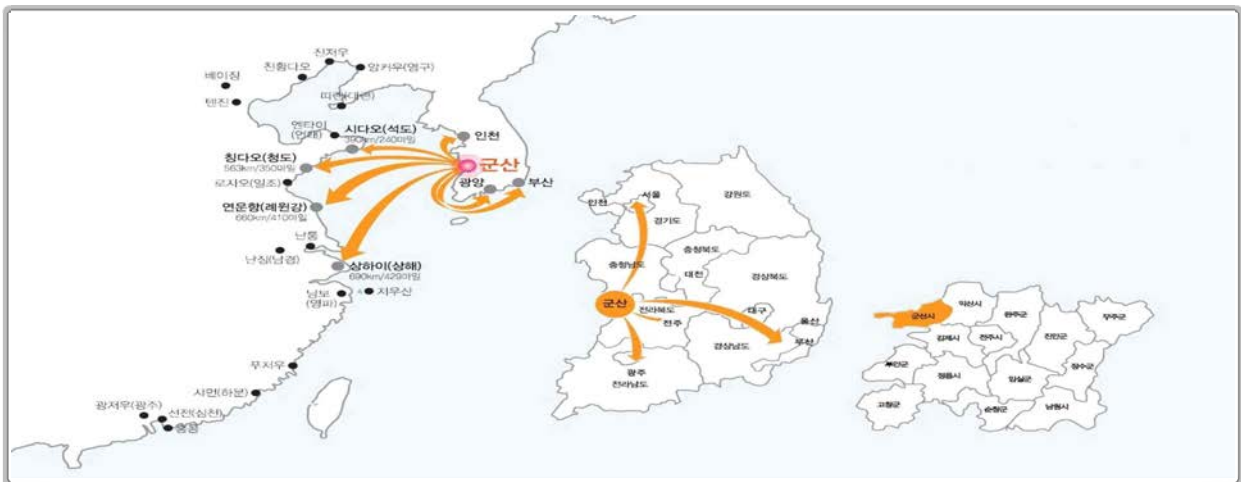 진저우
친황다오
잉커우(영구)
베이징
텐진
따렌(대련)
옌타이
(연태)
시다오(석도)
390km/240마일
인천
칭다오(청도)
563km/350마일
군산
르자오(일조)
광양
부산
연운항(례윈강)
660km/410마일
난통
난징(남경)
상하이(상해)
690km/429마일
닝보
(영파)
저우산
푸저우
샤먼(하문)
광저우(광주)
선전(심천)
홍콩
서울
인천
강원도
경기도
충청북도
충청남도
대전
경상북도
군산
전라북도
전주
대구
울산
부산
경상남도
광주
전라남도
군산시
익산시
완주군
무주군
김제시
전주시
진안군
부안군
정읍시
임실군
장수군
고창군
순창군
남원시